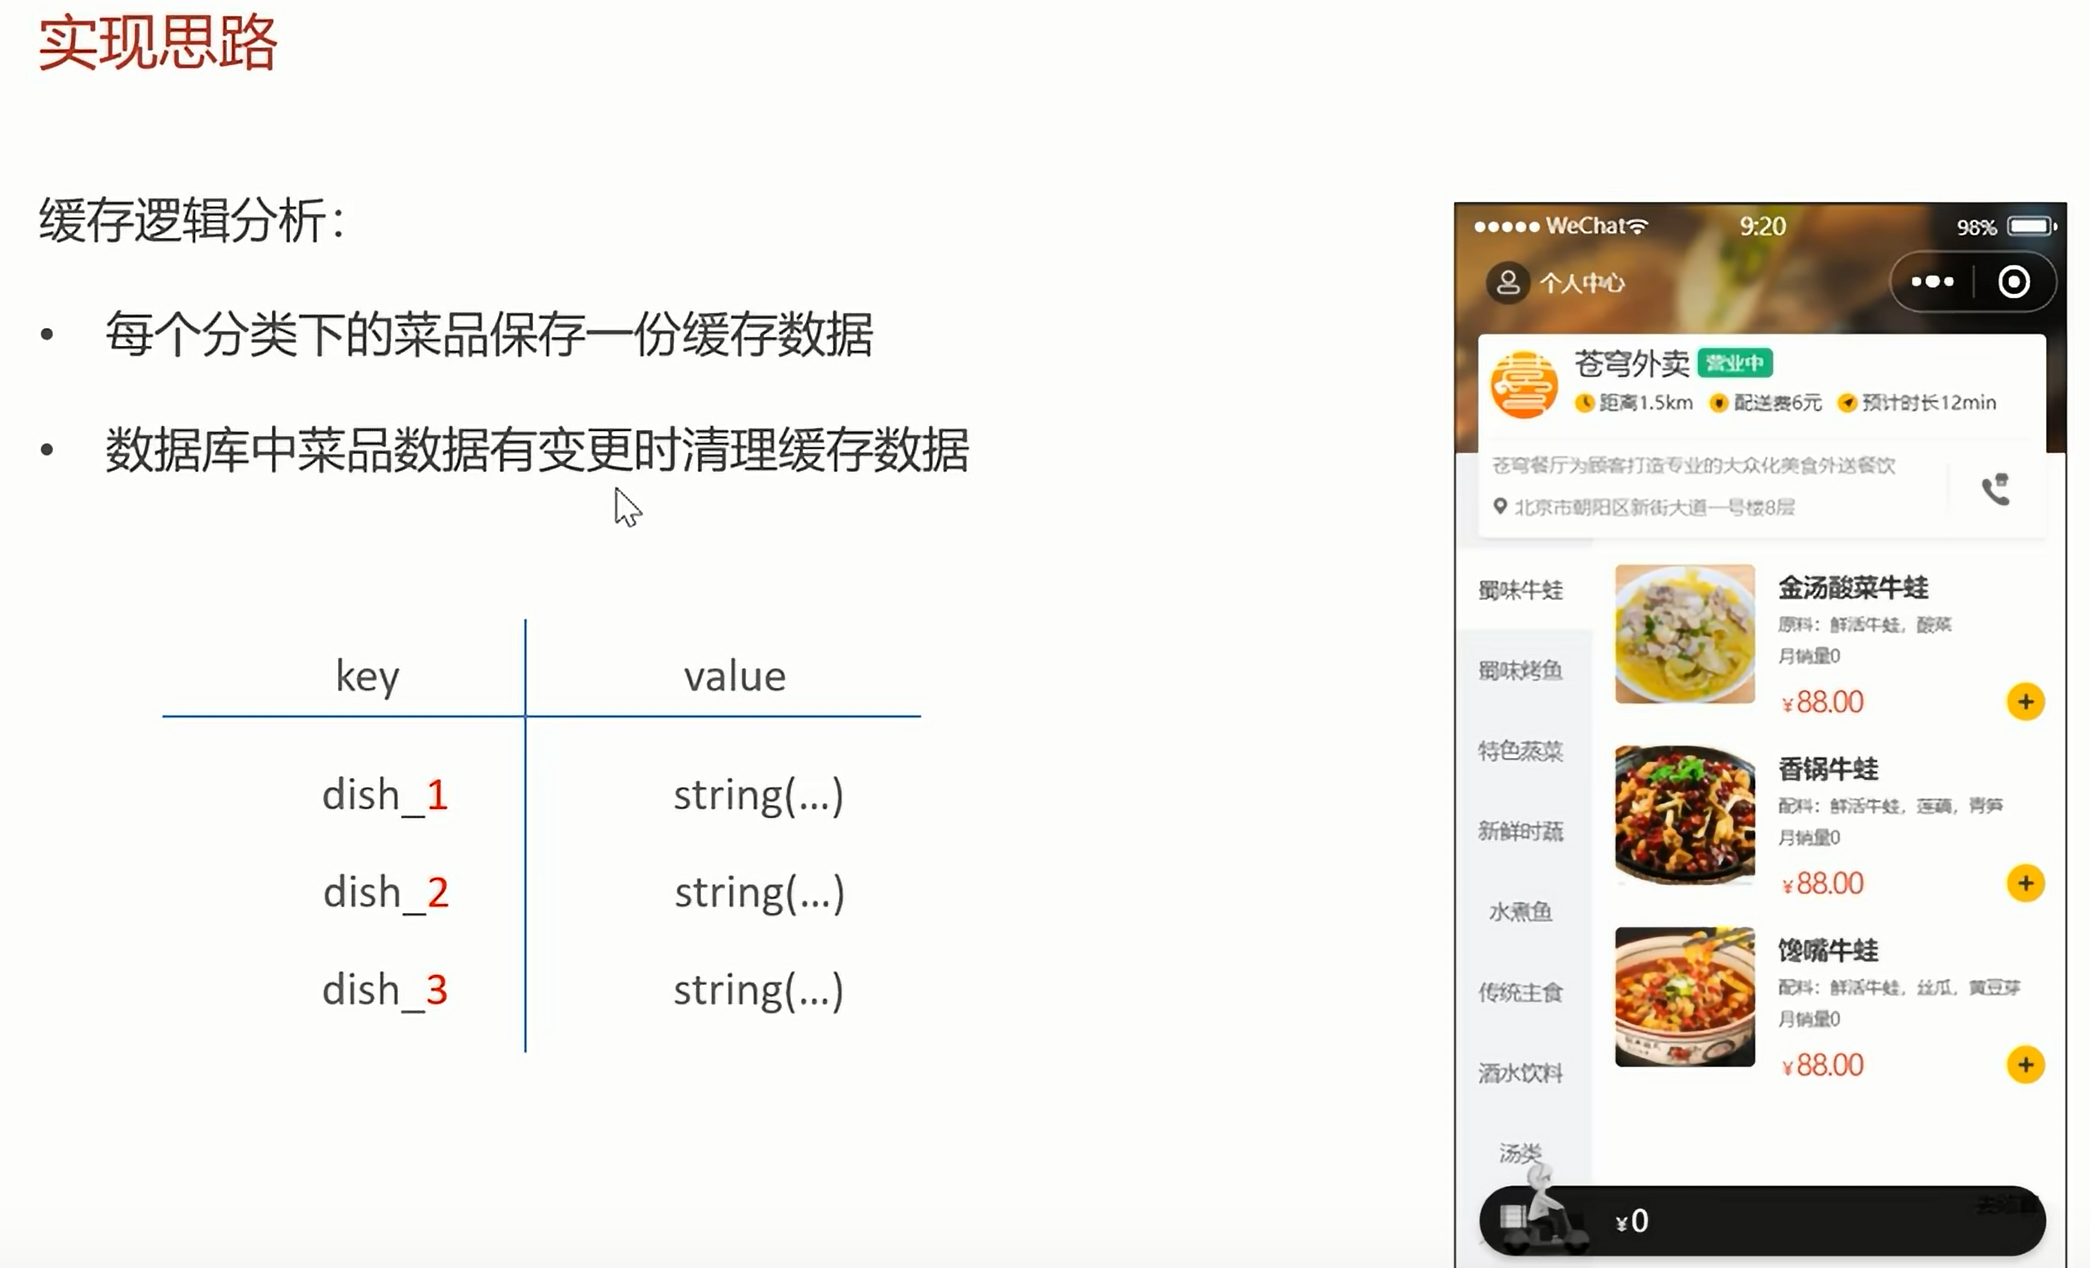 实现思路
缓存逻辑分析：
• 每个分类下的菜品保存一份缓存数据
• 数据库中菜品数据有变更时清理缓存数据
key value
dish_1 string(...)
dish_2 string(...)
dish_3 string(...)
WeChat 9:20 98%
个人中心
苍穹外卖 营业中
距离1.5km 配送费6元 预计时长12min
苍穹餐厅为顾客打造专业的大众化美食外送餐饮
北京市朝阳区新街大道一号楼8层
蜀味牛蛙
蜀味烤鱼
特色蒸菜
新鲜时蔬
水煮鱼
传统主食
酒水饮料
汤类
金汤酸菜牛蛙
原料：鲜活牛蛙，酸菜
月销量0
¥88.00
香锅牛蛙
配料：鲜活牛蛙，莲藕，青笋
月销量0
¥88.00
馋嘴牛蛙
配料：鲜活牛蛙，丝瓜，黄豆芽
月销量0
¥88.00
¥0